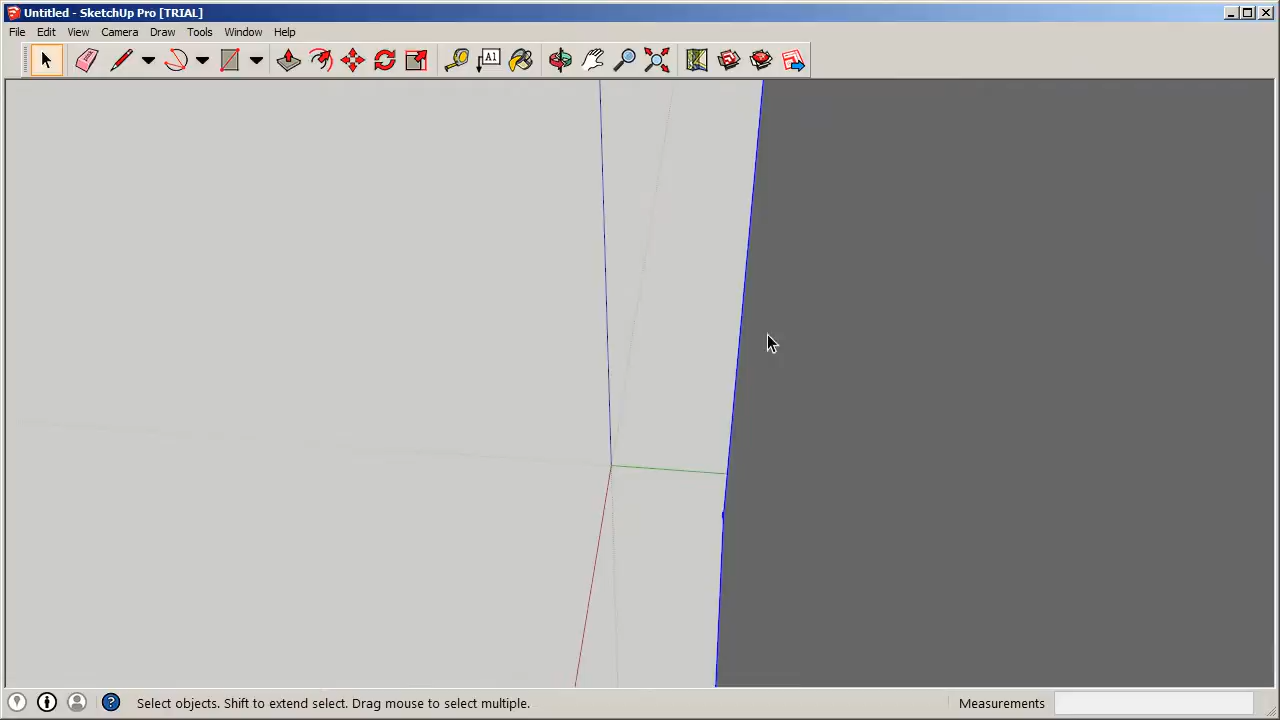 Untitled - SketchUp Pro [TRIAL]
File Edit View Camera Draw Tools Window Help
A1
Select objects. Shift to extend select. Drag mouse to select multiple. Measurements